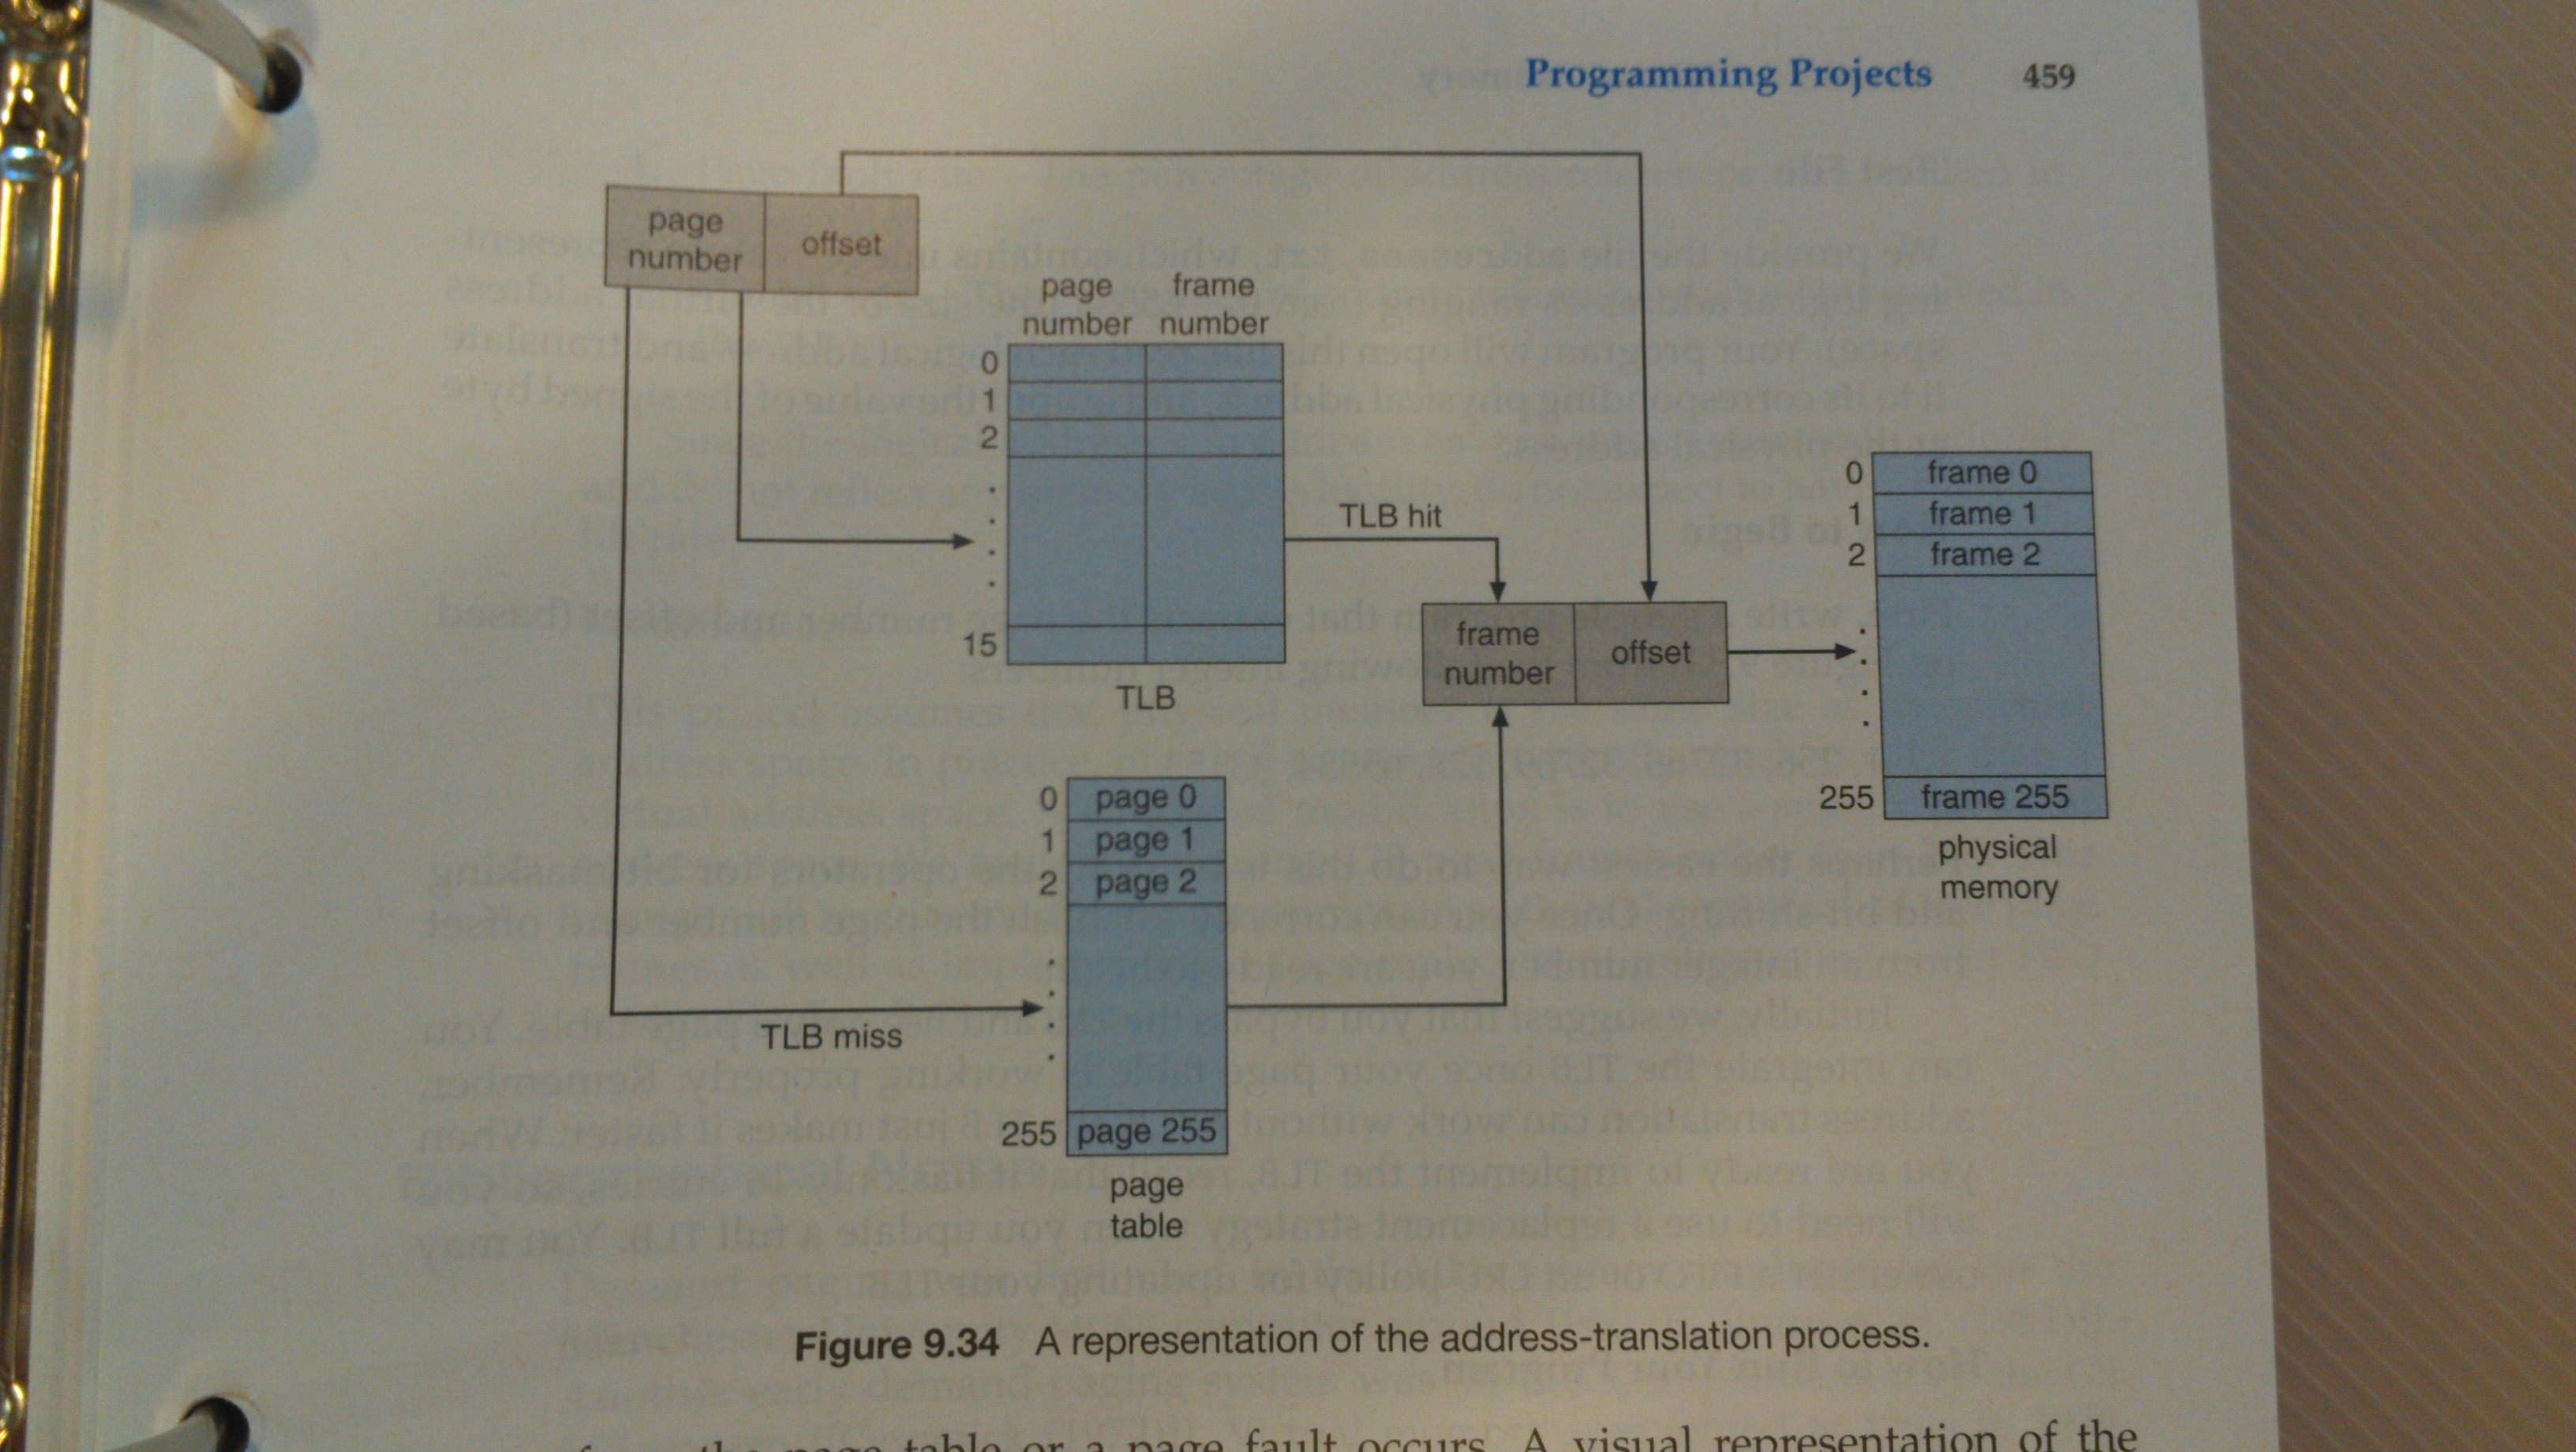 Programming Projects 459
page
number
offset
page frame
number number
0
1
2
.
.
.
.
15
TLB
TLB hit
frame
number
offset
0 frame 0
1 frame 1
2 frame 2
.
.
.
.
255 frame 255
physical
memory
0 page 0
1 page 1
2 page 2
.
.
.
.
255 page 255
page
table
TLB miss
Figure 9.34 A representation of the address-translation process.
the page table or a page fault occurs. A visual representation of the